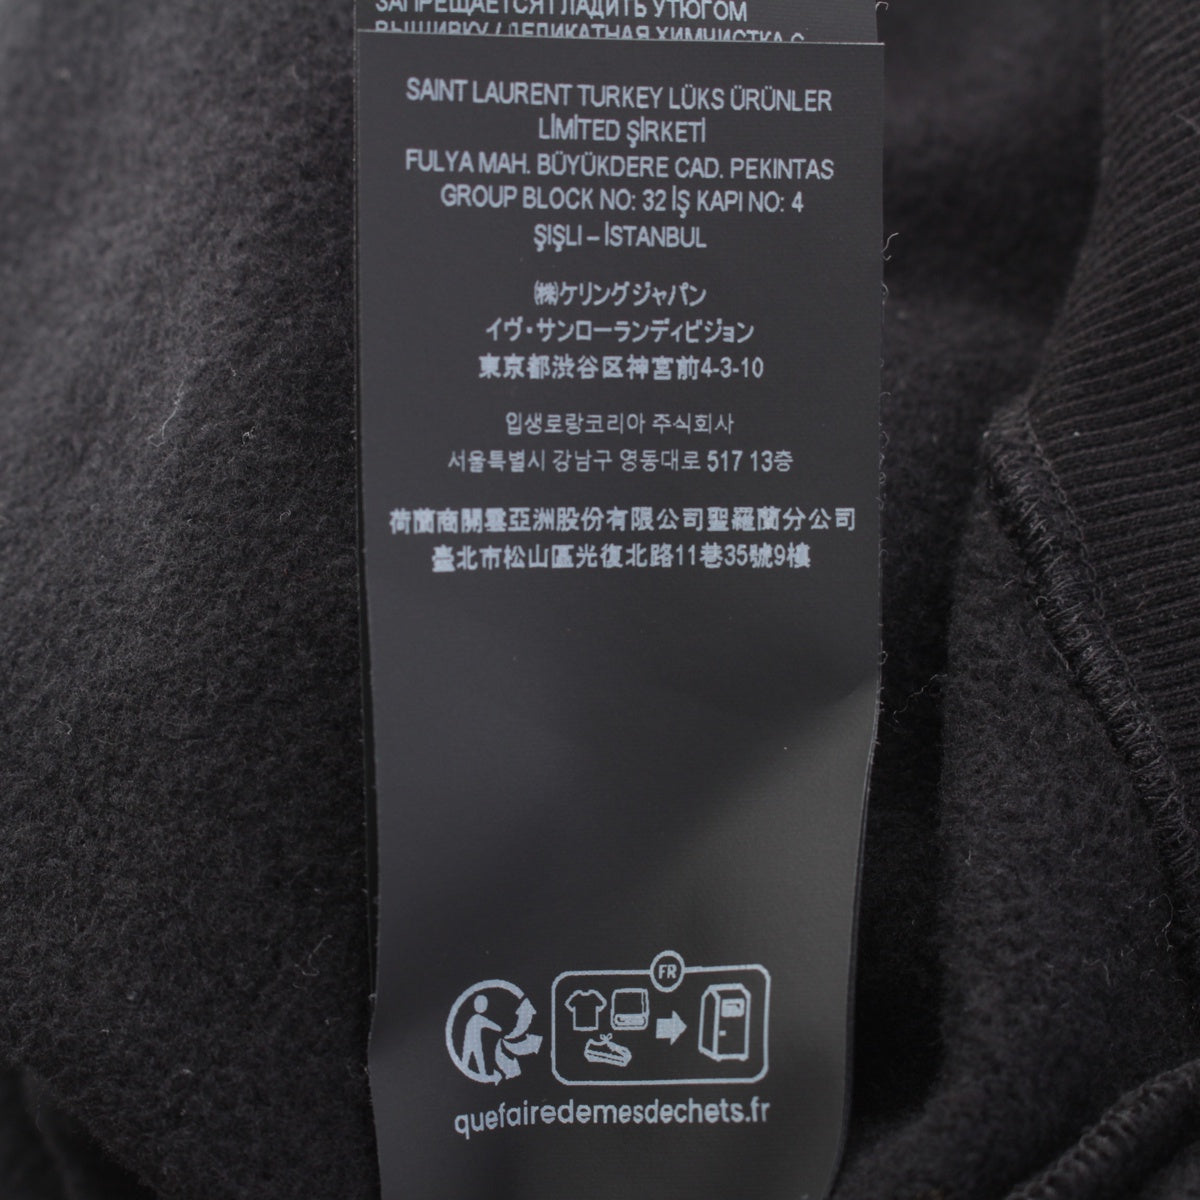 ЗАПРЕЩАЕТСЯ ГЛАДИТЬ УТЮГОМ
ВЫШИВКУ / ДЕЛИКАТНАЯ ХИМЧИСТКА С
SAINT LAURENT TURKEY LÜKS ÜRÜNLER
LİMİTED ŞİRKETİ
FULYA MAH. BÜYÜKDERE CAD. PEKINTAS
GROUP BLOCK NO: 32 İŞ KAPI NO: 4
ŞIŞLI – İSTANBUL
㈱ケリングジャパン
イヴ・サンローランディビジョン
東京都渋谷区神宮前4-3-10
입생로랑코리아 주식회사
서울특별시 강남구 영동대로 517 13층
荷蘭商開雲亞洲股份有限公司聖羅蘭分公司
臺北市松山區光復北路11巷35號9樓
FR
quefairedemesdechets.fr